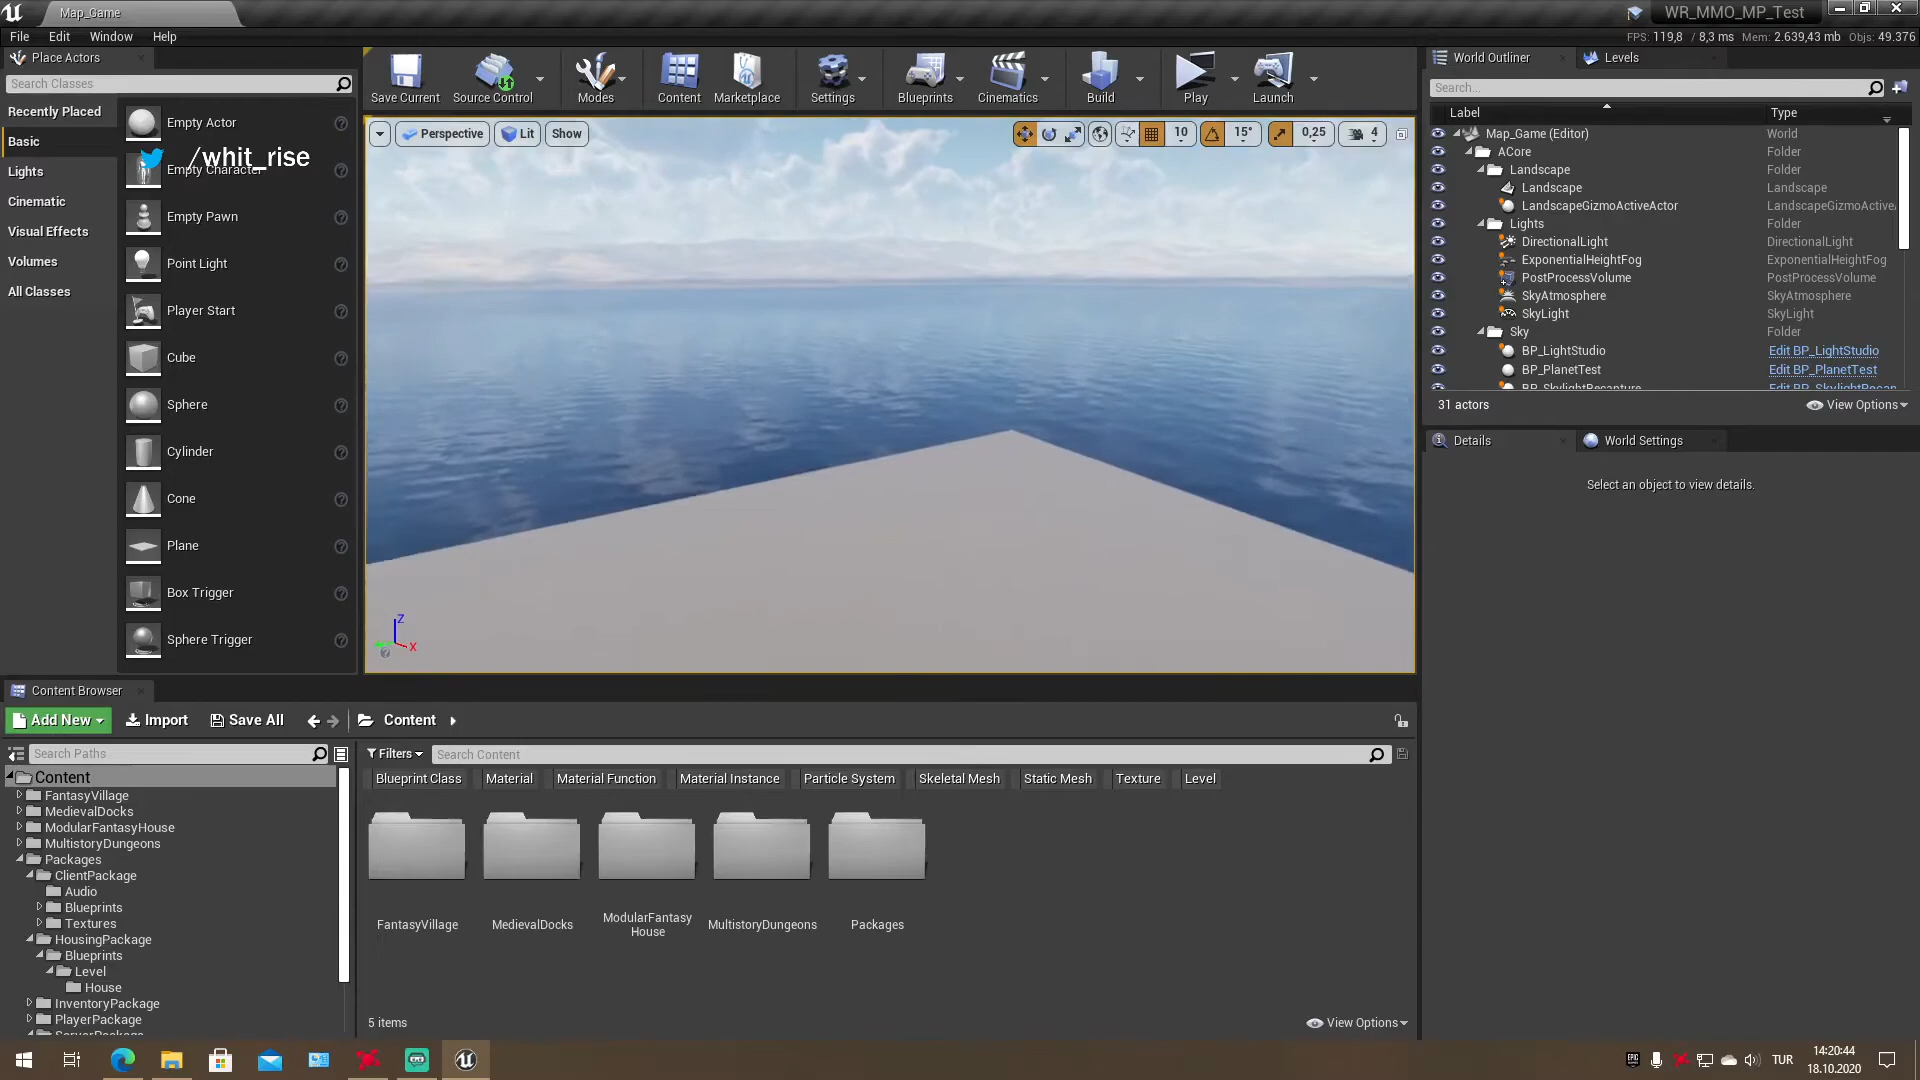 Map_Game
WR_MMO_MP_Test
File Edit Window Help
FPS: 119,8 / 8,3 ms Mem: 2.639,43 mb Objs: 49.376
Place Actors
Search Classes
Recently Placed
Basic
Lights
Cinematic
Visual Effects
Volumes
All Classes
Empty Actor
/whit_rise
Empty Character
Empty Pawn
Point Light
Player Start
Cube
Sphere
Cylinder
Cone
Plane
Box Trigger
Sphere Trigger
Save Current Source Control Modes Content Marketplace Settings Blueprints Cinematics Build Play Launch
Perspective Lit Show
10 15° 0,25 4
Z
X
World Outliner Levels
Search...
Label Type
Map_Game (Editor) World
ACore Folder
Landscape Folder
Landscape Landscape
LandscapeGizmoActiveActor LandscapeGizmoActiveA
Lights Folder
DirectionalLight DirectionalLight
ExponentialHeightFog ExponentialHeightFog
PostProcessVolume PostProcessVolume
SkyAtmosphere SkyAtmosphere
SkyLight SkyLight
Sky Folder
BP_LightStudio Edit BP_LightStudio
BP_PlanetTest Edit BP_PlanetTest
BP_SkylightRecapture Edit BP_SkylightRecap
31 actors View Options
Details World Settings
Select an object to view details.
Content Browser
Add New Import Save All Content
Search Paths
Content
FantasyVillage
MedievalDocks
ModularFantasyHouse
MultistoryDungeons
Packages
ClientPackage
Audio
Blueprints
Textures
HousingPackage
Blueprints
Level
House
InventoryPackage
PlayerPackage
ServerPackage
Filters Search Content
Blueprint Class Material Material Function Material Instance Particle System Skeletal Mesh Static Mesh Texture Level
FantasyVillage MedievalDocks ModularFantasy MultistoryDungeons Packages
House
5 items View Options
TUR
14:20:44
18.10.2020